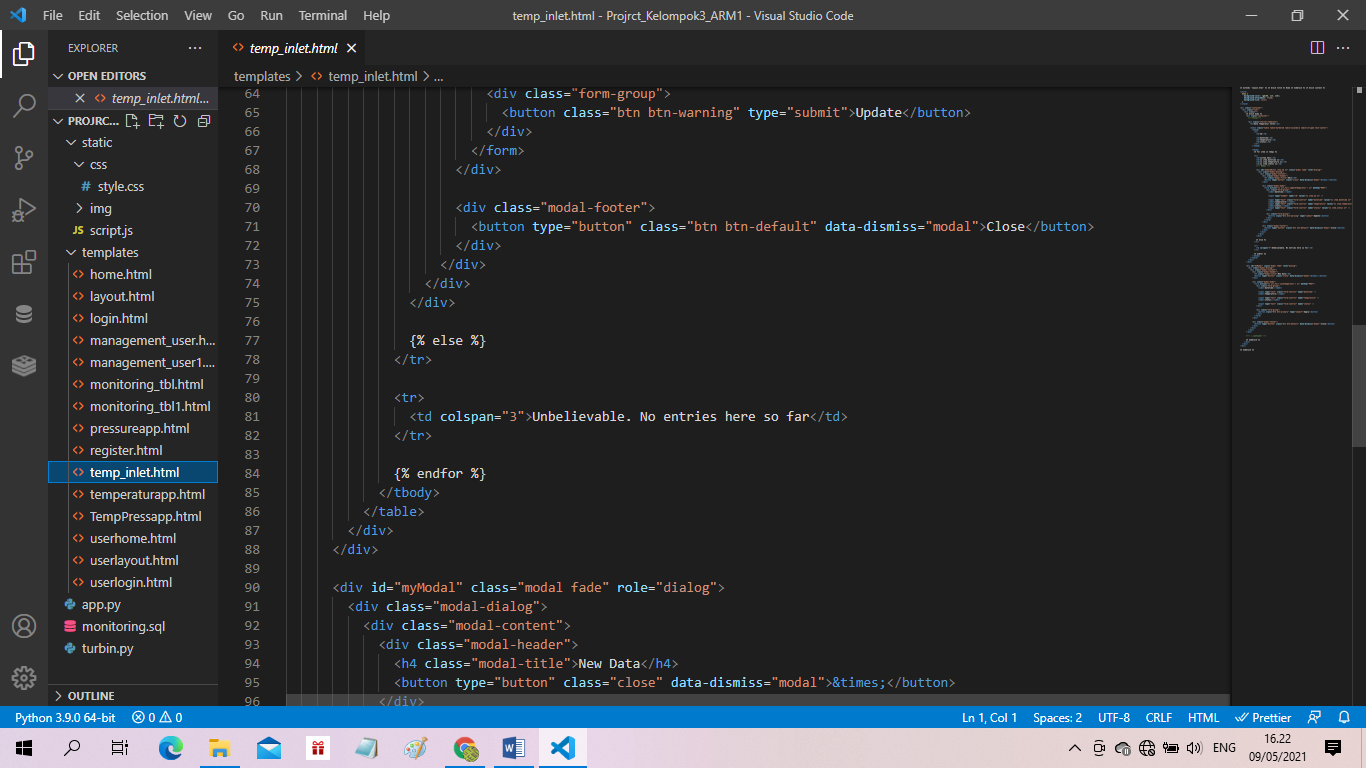 File Edit Selection View Go Run Terminal Help
temp_inlet.html - Projrct_Kelompok3_ARM1 - Visual Studio Code
EXPLORER
OPEN EDITORS
temp_inlet.html...
PROJRC...
static
css
# style.css
img
JS script.js
templates
<> home.html
<> layout.html
<> login.html
<> management_user.h...
<> management_user1....
<> monitoring_tbl.html
<> monitoring_tbl1.html
<> pressureapp.html
<> register.html
<> temp_inlet.html
<> temperaturapp.html
<> TempPressapp.html
<> userhome.html
<> userlayout.html
<> userlogin.html
app.py
monitoring.sql
turbin.py
OUTLINE
<> temp_inlet.html
templates > <> temp_inlet.html > ...
64 <div class="form-group">
65 <button class="btn btn-warning" type="submit">Update</button>
66 </div>
67 </form>
68 </div>
69
70 <div class="modal-footer">
71 <button type="button" class="btn btn-default" data-dismiss="modal">Close</button>
72 </div>
73 </div>
74 </div>
75 </div>
76
77 {% else %}
78 </tr>
79
80 <tr>
81 <td colspan="3">Unbelievable. No entries here so far</td>
82 </tr>
83
84 {% endfor %}
85 </tbody>
86 </table>
87 </div>
88 </div>
89
90 <div id="myModal" class="modal fade" role="dialog">
91 <div class="modal-dialog">
92 <div class="modal-content">
93 <div class="modal-header">
94 <h4 class="modal-title">New Data</h4>
95 <button type="button" class="close" data-dismiss="modal">&times;</button>
96 </div>
Python 3.9.0 64-bit 0 0 Ln 1, Col 1 Spaces: 2 UTF-8 CRLF HTML Prettier
ENG
16.22
09/05/2021